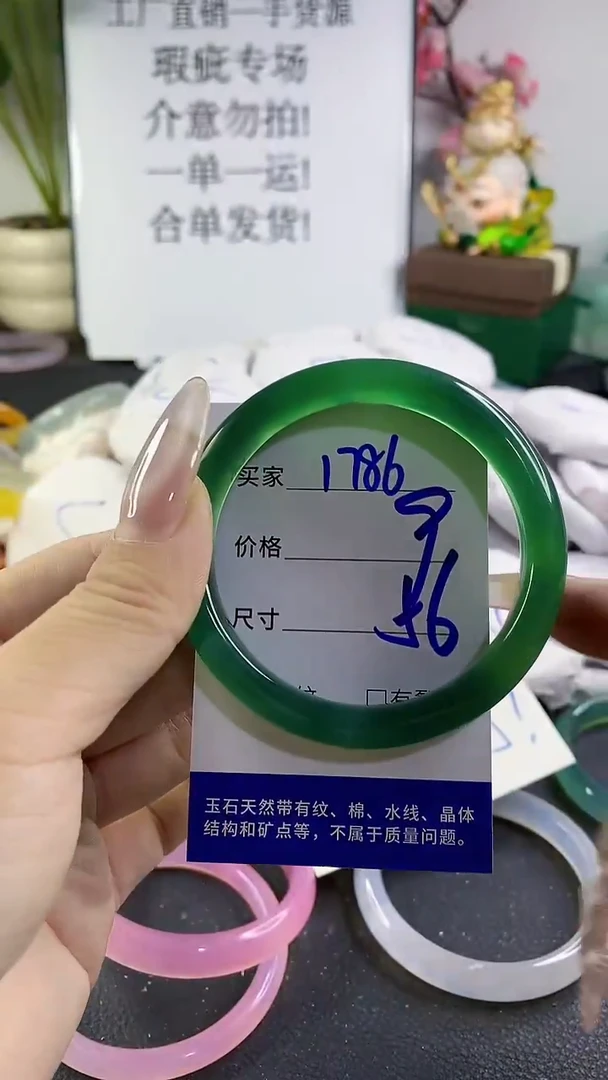 工厂直销一手货源
瑕疵专场
介意勿拍!
一单一运!
合单发货!
买家 1786
价格
尺寸 56
玉石天然带有纹、棉、水线、晶体
结构和矿点等，不属于质量问题。